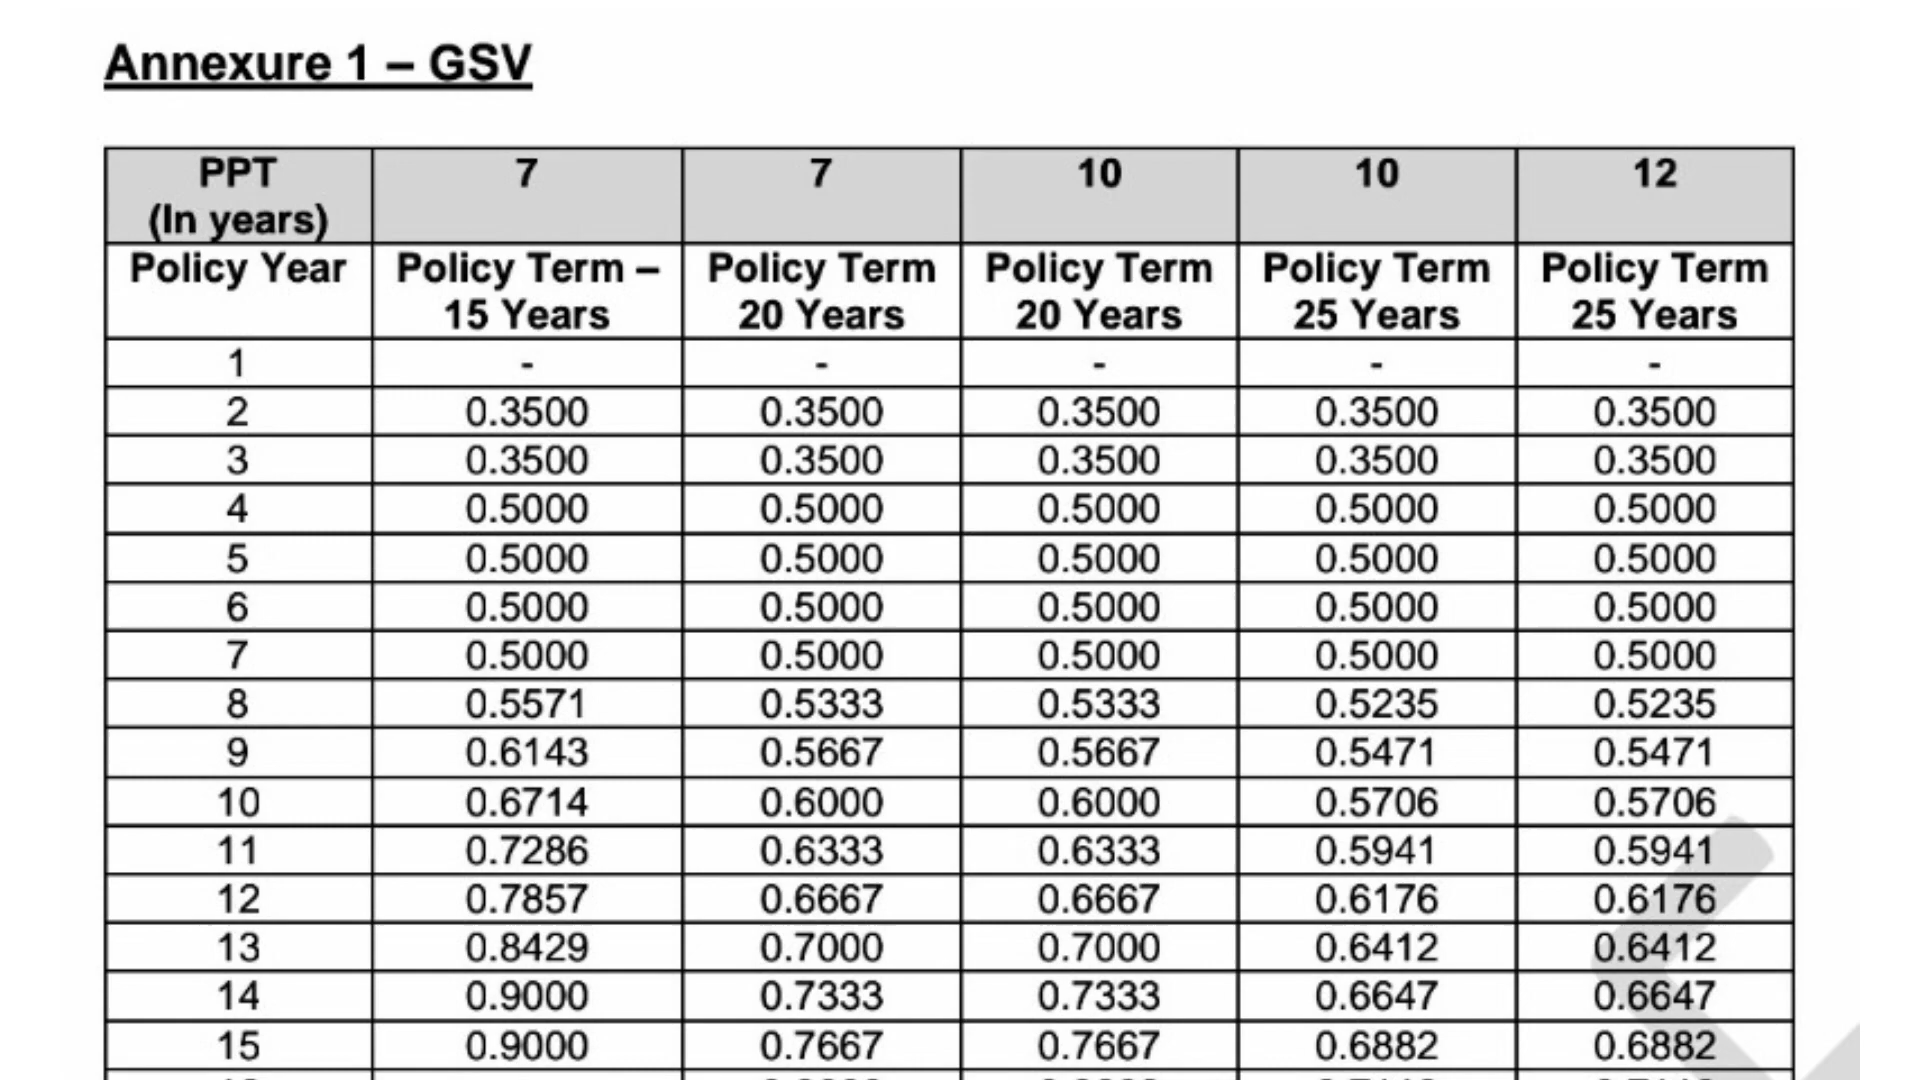 Annexure 1 – GSV
PPT (In years) 7 7 10 10 12
Policy Year Policy Term – 15 Years Policy Term 20 Years Policy Term 20 Years Policy Term 25 Years Policy Term 25 Years
1 - - - - -
2 0.3500 0.3500 0.3500 0.3500 0.3500
3 0.3500 0.3500 0.3500 0.3500 0.3500
4 0.5000 0.5000 0.5000 0.5000 0.5000
5 0.5000 0.5000 0.5000 0.5000 0.5000
6 0.5000 0.5000 0.5000 0.5000 0.5000
7 0.5000 0.5000 0.5000 0.5000 0.5000
8 0.5571 0.5333 0.5333 0.5235 0.5235
9 0.6143 0.5667 0.5667 0.5471 0.5471
10 0.6714 0.6000 0.6000 0.5706 0.5706
11 0.7286 0.6333 0.6333 0.5941 0.5941
12 0.7857 0.6667 0.6667 0.6176 0.6176
13 0.8429 0.7000 0.7000 0.6412 0.6412
14 0.9000 0.7333 0.7333 0.6647 0.6647
15 0.9000 0.7667 0.7667 0.6882 0.6882